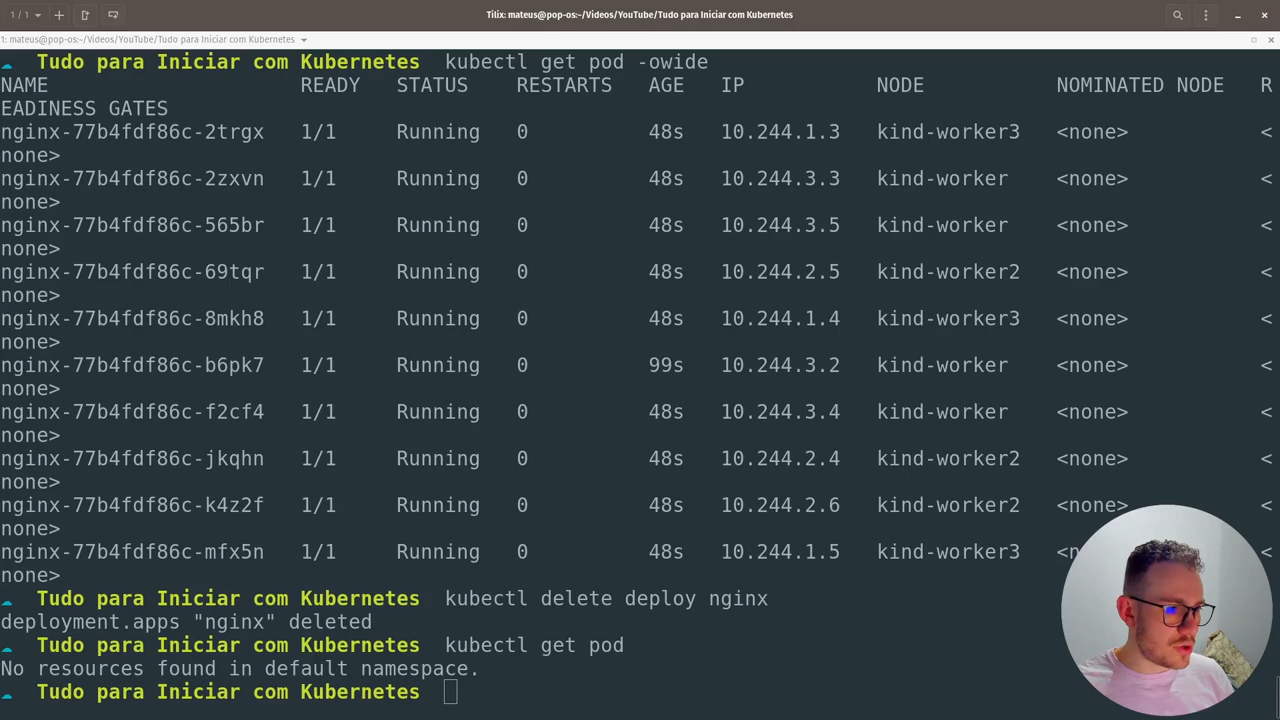 1 / 1
Tilix: mateus@pop-os:~/Videos/YouTube/Tudo para Iniciar com Kubernetes
1: mateus@pop-os:~/Videos/YouTube/Tudo para Iniciar com Kubernetes
Tudo para Iniciar com Kubernetes kubectl get pod -owide
NAME READY STATUS RESTARTS AGE IP NODE NOMINATED NODE R
EADINESS GATES
nginx-77b4fdf86c-2trgx 1/1 Running 0 48s 10.244.1.3 kind-worker3 <none> <
none>
nginx-77b4fdf86c-2zxvn 1/1 Running 0 48s 10.244.3.3 kind-worker <none> <
none>
nginx-77b4fdf86c-565br 1/1 Running 0 48s 10.244.3.5 kind-worker <none> <
none>
nginx-77b4fdf86c-69tqr 1/1 Running 0 48s 10.244.2.5 kind-worker2 <none> <
none>
nginx-77b4fdf86c-8mkh8 1/1 Running 0 48s 10.244.1.4 kind-worker3 <none> <
none>
nginx-77b4fdf86c-b6pk7 1/1 Running 0 99s 10.244.3.2 kind-worker <none> <
none>
nginx-77b4fdf86c-f2cf4 1/1 Running 0 48s 10.244.3.4 kind-worker <none> <
none>
nginx-77b4fdf86c-jkqhn 1/1 Running 0 48s 10.244.2.4 kind-worker2 <none> <
none>
nginx-77b4fdf86c-k4z2f 1/1 Running 0 48s 10.244.2.6 kind-worker2 <none> <
none>
nginx-77b4fdf86c-mfx5n 1/1 Running 0 48s 10.244.1.5 kind-worker3
none>
Tudo para Iniciar com Kubernetes kubectl delete deploy nginx
deployment.apps "nginx" deleted
Tudo para Iniciar com Kubernetes kubectl get pod
No resources found in default namespace.
Tudo para Iniciar com Kubernetes